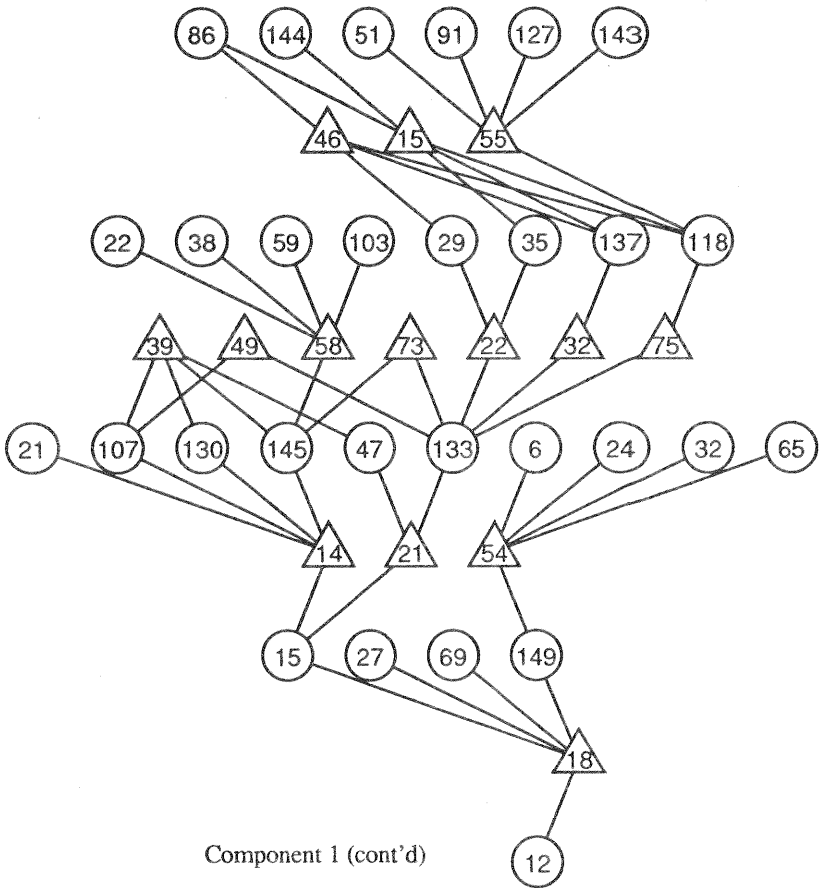 86 144 51 91 127 143
46 15 55
22 38 59 103 29 35 137 118
39 49 58 73 22 32 75
21 107 130 145 47 133 6 24 32 65
14 21 54
15 27 69 149
18
Component 1 (cont'd) 12